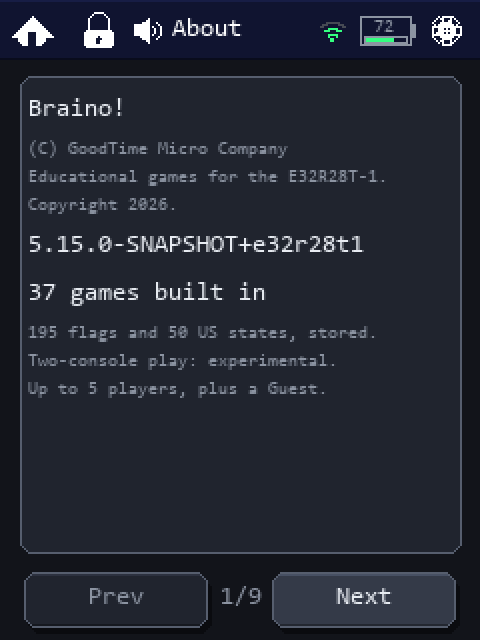 About
72
Braino!
(C) GoodTime Micro Company
Educational games for the E32R28T-1.
Copyright 2026.
5.15.0-SNAPSHOT+e32r28t1
37 games built in
195 flags and 50 US states, stored.
Two-console play: experimental.
Up to 5 players, plus a Guest.
Prev 1/9 Next